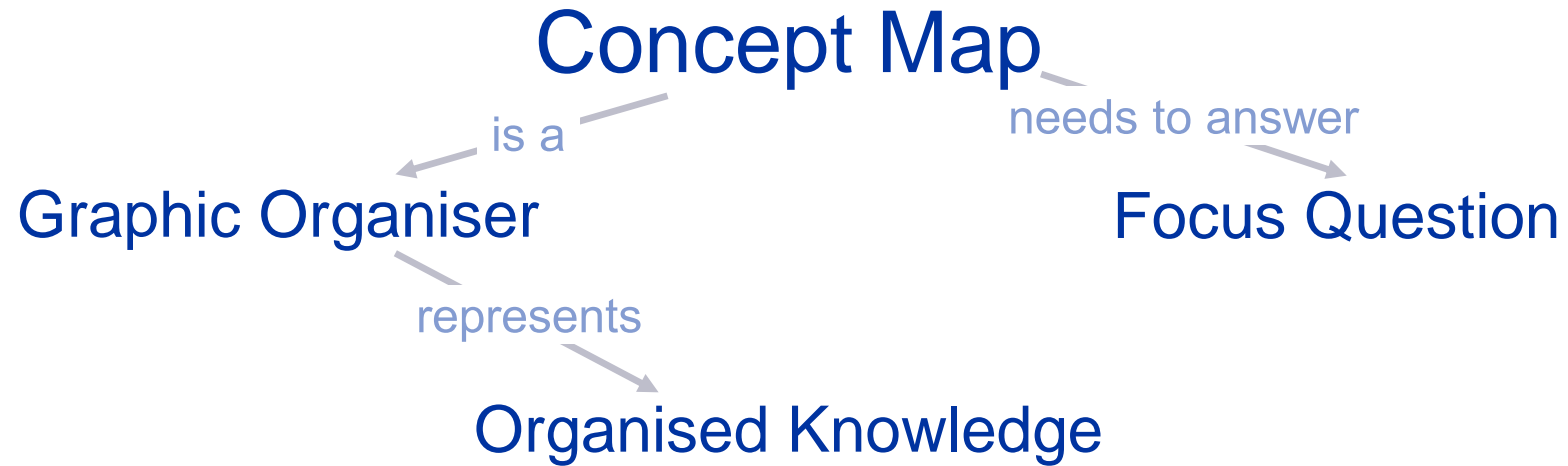 Concept Map
is a
needs to answer
Graphic Organiser
Focus Question
represents
Organised Knowledge